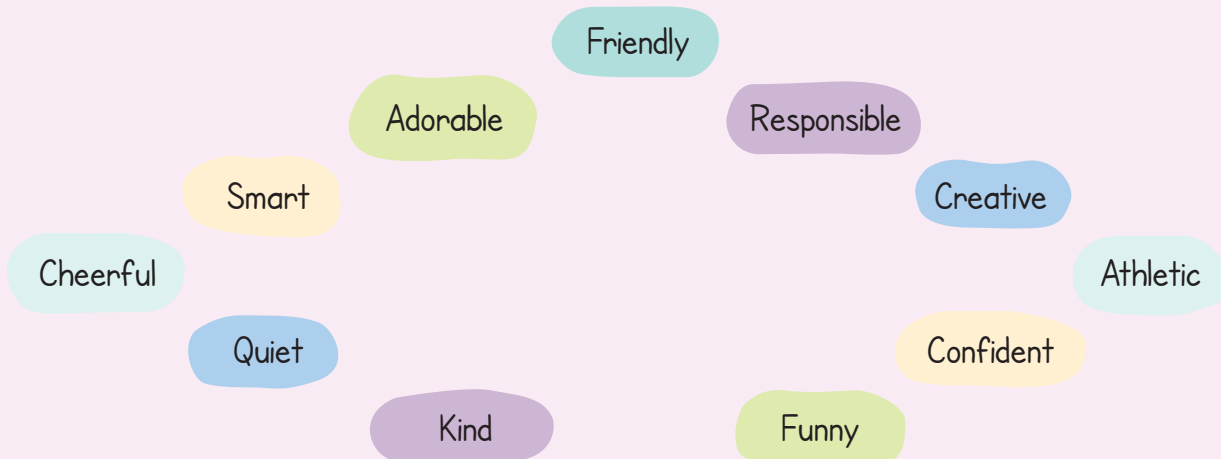 Friendly
Adorable
Responsible
Smart
Creative
Cheerful
Athletic
Quiet
Confident
Kind
Funny